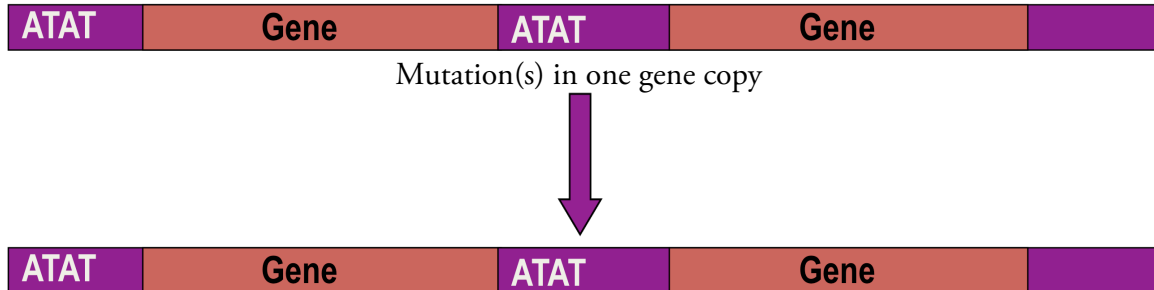 ATAT Gene ATAT Gene
Mutation(s) in one gene copy
ATAT Gene ATAT Gene